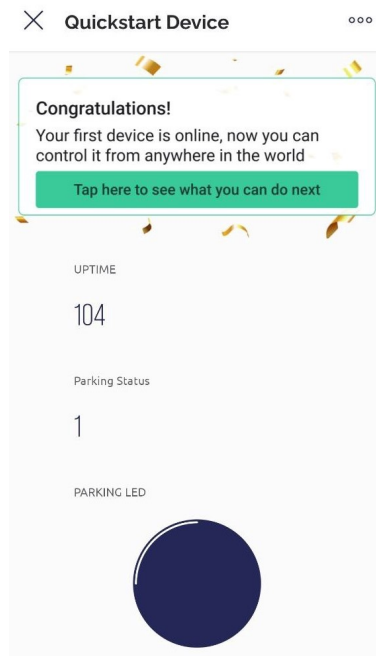 Quickstart Device
Congratulations!
Your first device is online, now you can
control it from anywhere in the world
Tap here to see what you can do next
UPTIME
104
Parking Status
1
PARKING LED